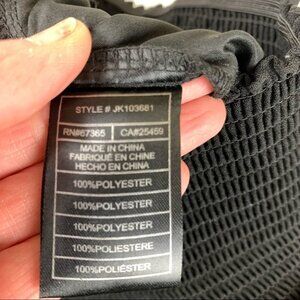 STYLE # JK103681
RN#67365 CA#25469
MADE IN CHINA
FABRIQUÉ EN CHINE
HECHO EN CHINA
100%POLYESTER
100%POLYESTER
100%POLYESTER
100%POLIESTERE
100%POLIÉSTER